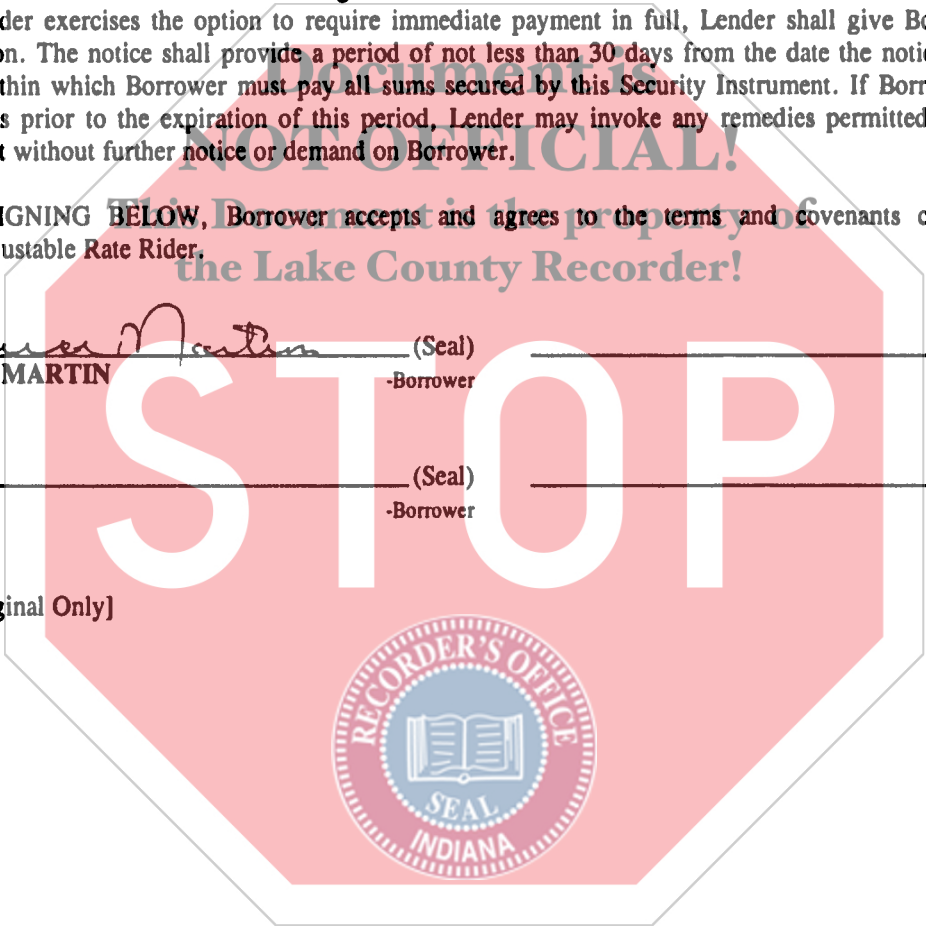 der exercises the option to require immediate payment in full, Lender shall give Bo
on. The notice shall provide a period of not less than 30 days from the date the notic
thin which Borrower must pay all sums secured by this Security Instrument. If Borr
s prior to the expiration of this period, Lender may invoke any remedies permitted
t without further notice or demand on Borrower.
Document is
NOT OFFICIAL!
This Document is the property of
the Lake County Recorder!
IGNING BELOW, Borrower accepts and agrees to the terms and covenants c
ustable Rate Rider.
Martin (Seal)
MARTIN -Borrower
(Seal)
-Borrower
STOP
ginal Only]
RECORDER'S OFFICE
SEAL
INDIANA